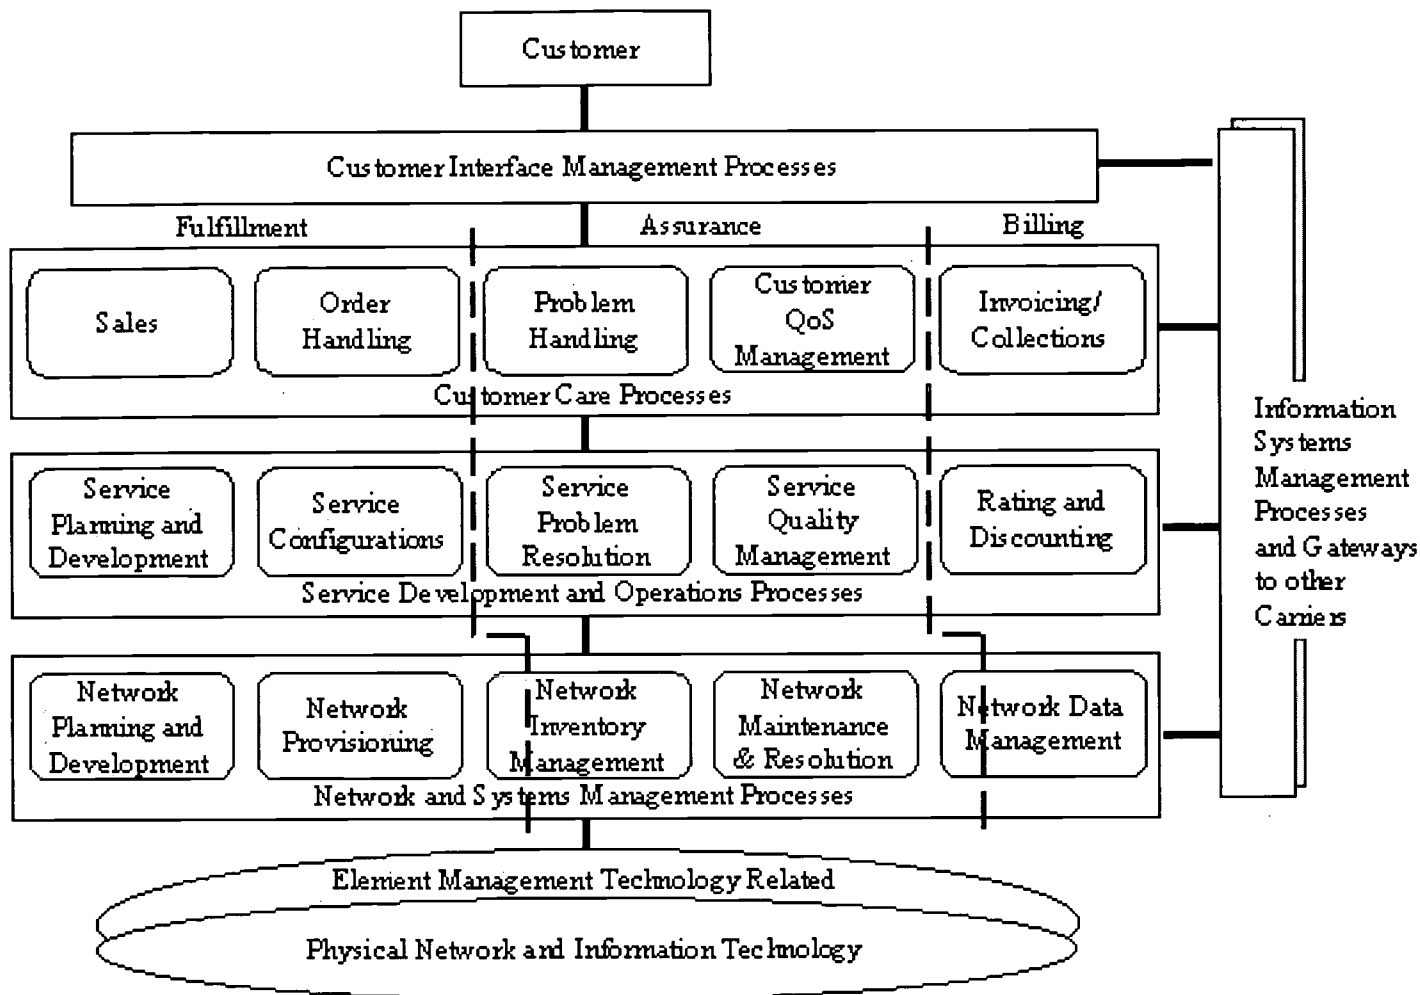 Customer
Customer Interface Management Processes
Fulfillment
Assurance
Billing
Sales
Order
Handling
Problem
Handling
Customer
QoS
Management
Invoicing/
Collections
Customer Care Processes
Service
Planning and
Development
Service
Configurations
Service
Problem
Resolution
Service
Quality
Management
Rating and
Discounting
Service Development and Operations Processes
Network
Planning and
Development
Network
Provisioning
Network
Inventory
Management
Network
Maintenance
& Resolution
Network Data
Management
Network and Systems Management Processes
Element Management Technology Related
Physical Network and Information Technology
Information
Systems
Management
Processes
and Gateways
to other
Carriers